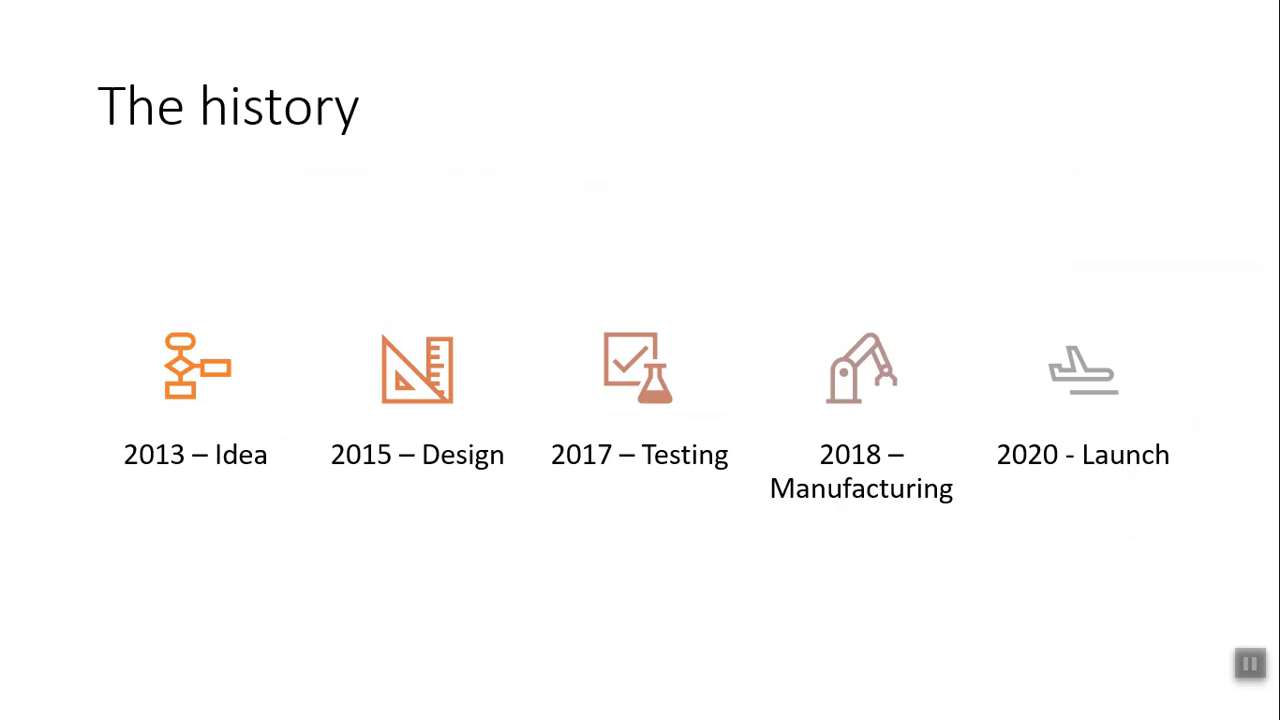 The history
2013 – Idea
2015 – Design
2017 – Testing
2018 –
Manufacturing
2020 - Launch